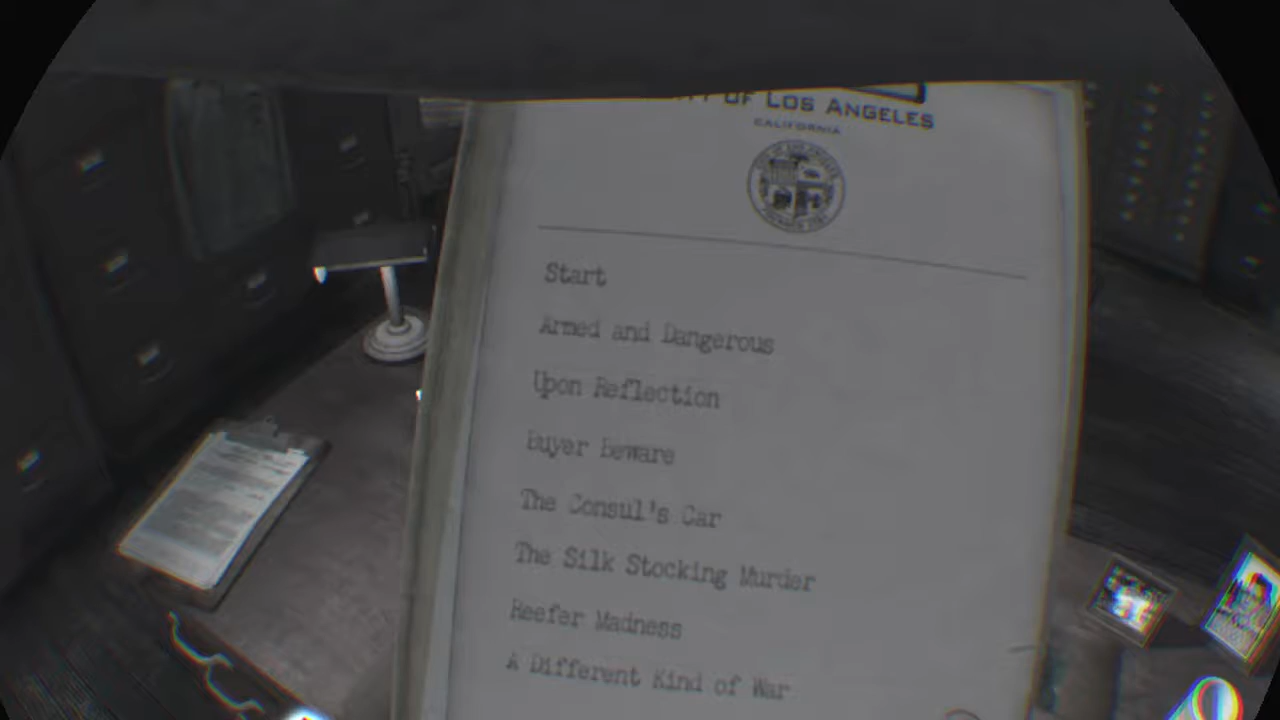 OF LOS ANGELES
CALIFORNIA
Start
Armed and Dangerous
Upon Reflection
Buyer Beware
The Consul's Car
The Silk Stocking Murder
Reefer Madness
A Different Kind of War